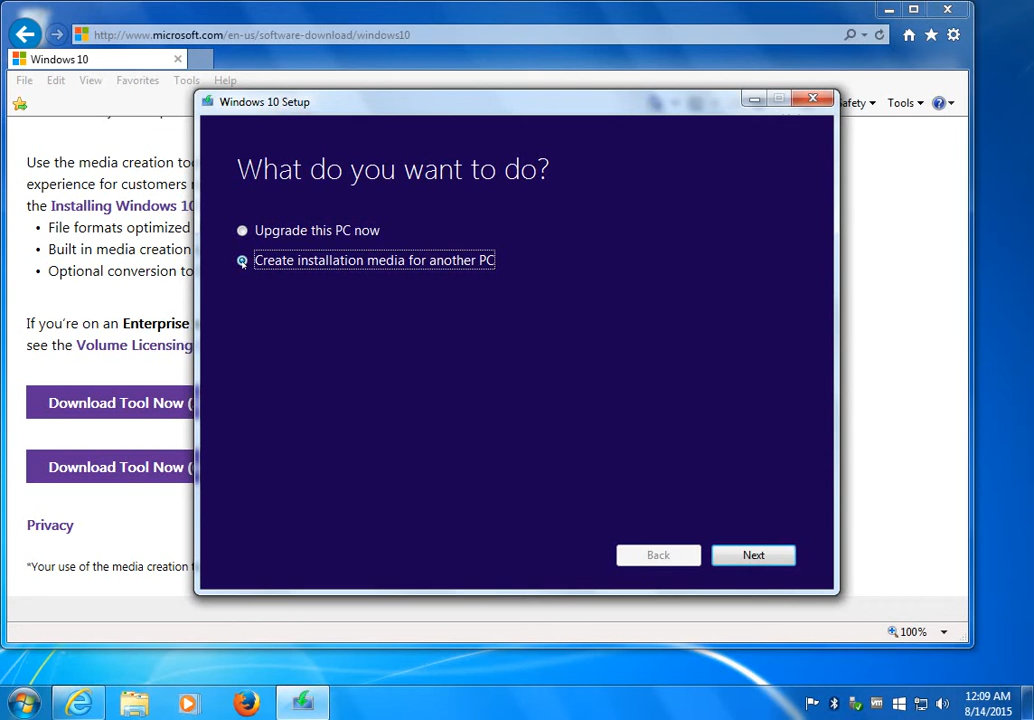 http://www.microsoft.com/en-us/software-download/windows10
Windows 10
File Edit View Favorites Tools Help
Tools
Use the media creation
experience for customers
the Installing Windows 10
• File formats optimized
• Built in media creation
• Optional conversion to
If you're on an Enterprise
see the Volume Licensing
Download Tool Now (
Download Tool Now (
Privacy
"Your use of the media creation
Windows 10 Setup
What do you want to do?
Upgrade this PC now
Create installation media for another PC
Back
Next
100%
12:09 AM
8/14/2015